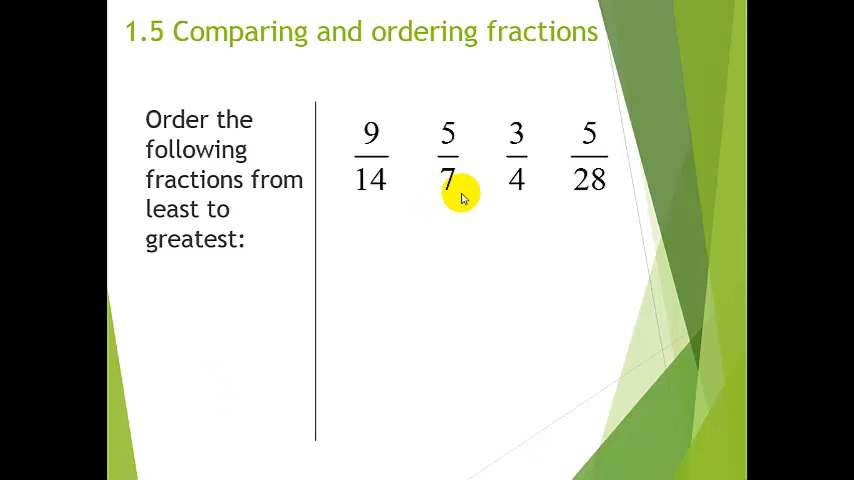 1.5 Comparing and ordering fractions
Order the
following
fractions from
least to
greatest:
9 5 3 5
14 7 4 28